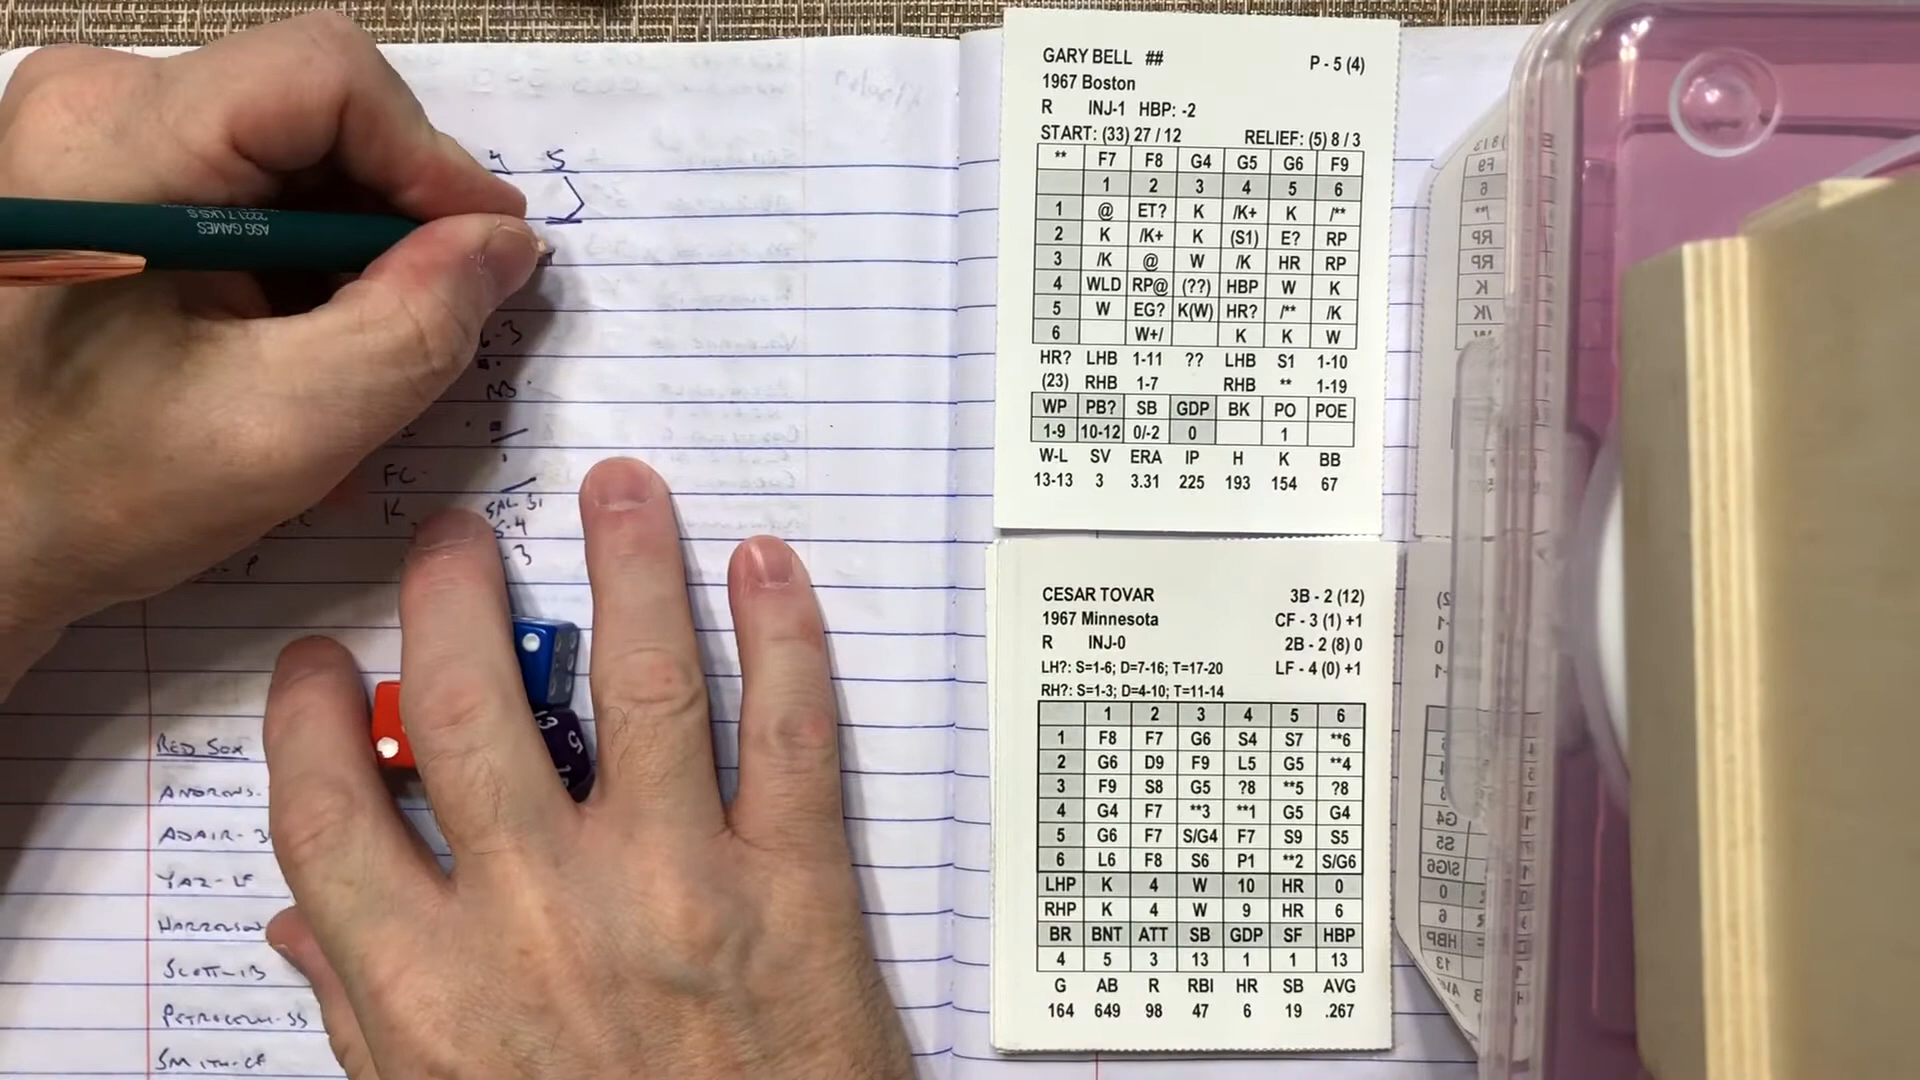 4 5
ASG GAMES
22217 LKS S
6-3
FC-
K
RED SOX
ANDREWS-
ADAIR-3
YAZ-LF
HARRELSON
SCOTT-1B
PETROCELLI-SS
SMITH-CF
GARY BELL ## P - 5 (4)
1967 Boston
R INJ-1 HBP: -2
START: (33) 27 / 12 RELIEF: (5) 8 / 3
** F7 F8 G4 G5 G6 F9
1 2 3 4 5 6
1 @ ET? K /K+ K /**
2 K /K+ K (S1) E? RP
3 /K @ W /K HR RP
4 WLD RP@ (??) HBP W K
5 W EG? K(W) HR? /** /K
6 W+/ K K W
HR? LHB 1-11 ?? LHB S1 1-10
(23) RHB 1-7 RHB ** 1-19
WP PB? SB GDP BK PO POE
1-9 10-12 0/-2 0 1
W-L SV ERA IP H K BB
13-13 3 3.31 225 193 154 67
CESAR TOVAR 3B - 2 (12)
1967 Minnesota CF - 3 (1) +1
R INJ-0 2B - 2 (8) 0
LH?: S=1-6; D=7-16; T=17-20 LF - 4 (0) +1
RH?: S=1-3; D=4-10; T=11-14
1 2 3 4 5 6
1 F8 F7 G6 S4 S7 **6
2 G6 D9 F9 L5 G5 **4
3 F9 S8 G5 ?8 **5 ?8
4 G4 F7 **3 **1 G5 G4
5 G6 F7 S/G4 F7 S9 S5
6 L6 F8 S6 P1 **2 S/G6
LHP K 4 W 10 HR 0
RHP K 4 W 9 HR 6
BR BNT ATT SB GDP SF HBP
4 5 3 13 1 1 13
G AB R RBI HR SB AVG
164 649 98 47 6 19 .267